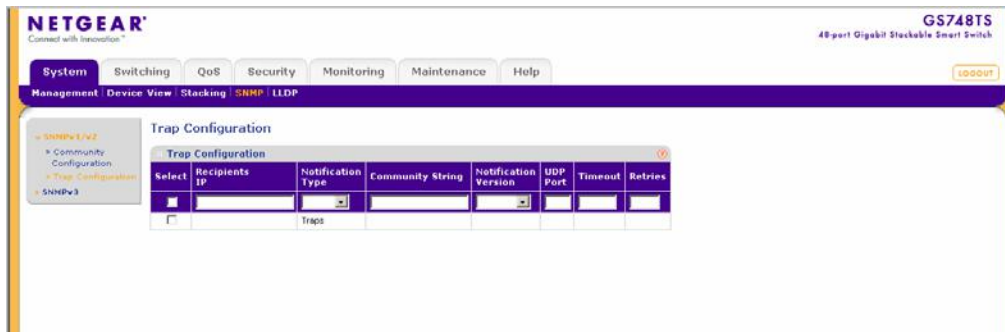 NETGEAR
Connect with Innovation™
GS748TS
48-port Gigabit Stackable Smart Switch
System Switching QoS Security Monitoring Maintenance Help
LOGOUT
Management Device View Stacking SNMP LLDP
SNMPv1/v2
Community
Configuration
Trap Configuration
SNMPv3
Trap Configuration
Trap Configuration
Select Recipients IP Notification Type Community String Notification Version UDP Port Timeout Retries
Traps